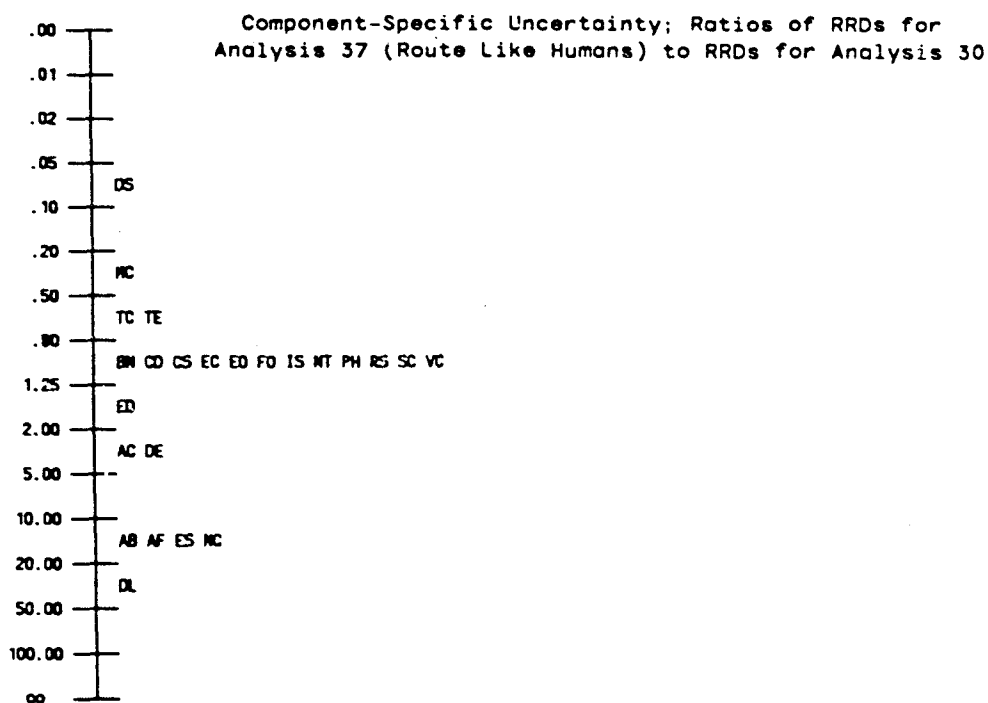 Component-Specific Uncertainty; Ratios of RRDs for
Analysis 37 (Route Like Humans) to RRDs for Analysis 30
.00
.01
.02
.05
DS
.10
.20
MC
.50
TC TE
.80
BN CD CS EC EO FO IS NT PH RS SC VC
1.25
ED
2.00
AC DE
5.00
10.00
AB AF ES NC
20.00
DL
50.00
100.00
∞